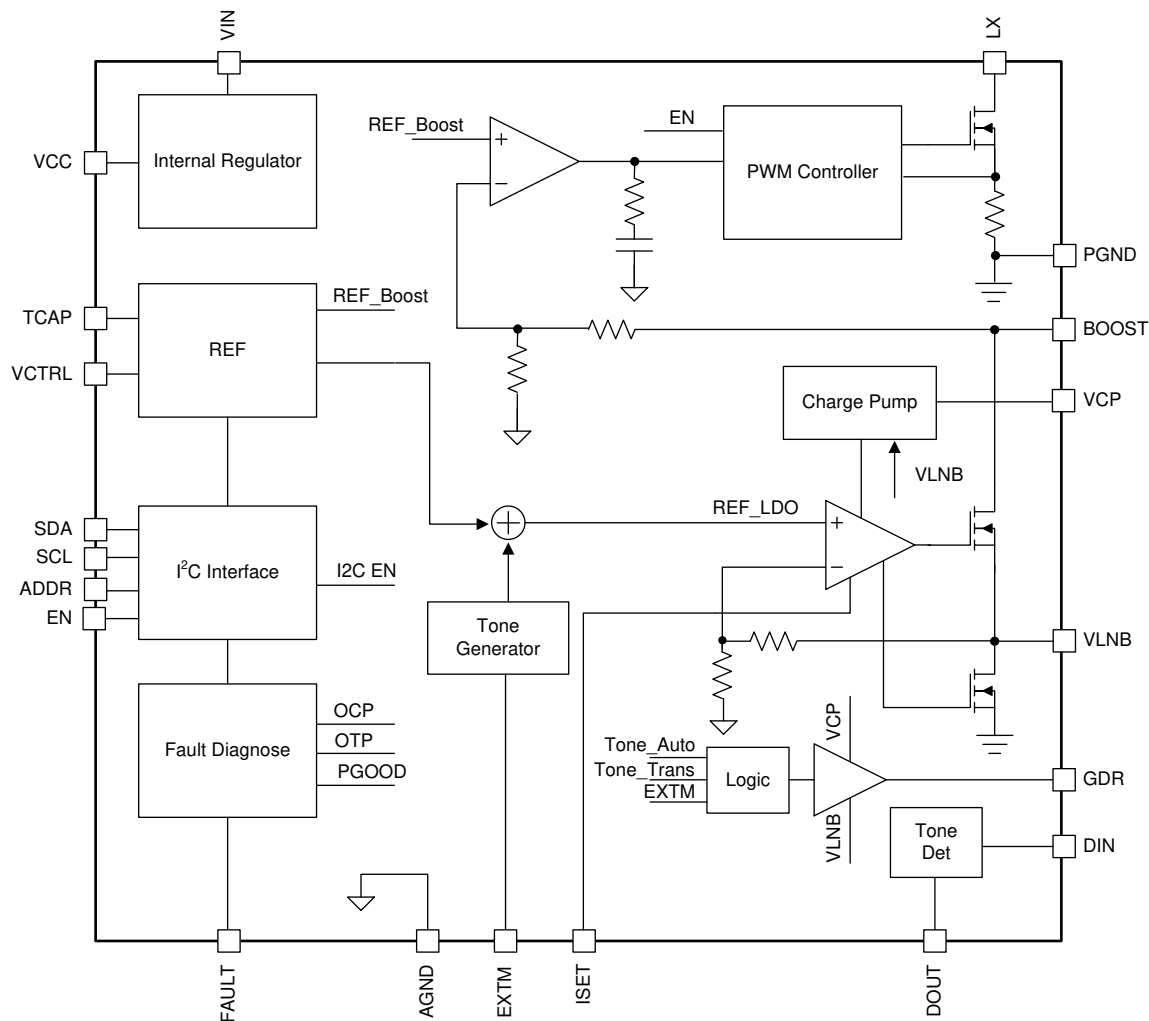 VIN
LX
VCC
Internal Regulator
REF_Boost
+
−
EN
PWM Controller
PGND
TCAP
VCTRL
REF
REF_Boost
BOOST
Charge Pump
VCP
VLNB
REF_LDO
+
−
SDA
SCL
ADDR
EN
I²C Interface
I2C EN
Tone
Generator
VLNB
Fault Diagnose
OCP
OTP
PGOOD
Tone_Auto
Tone_Trans
EXTM
Logic
VCP
VLNB
GDR
Tone
Det
DIN
FAULT
AGND
EXTM
ISET
DOUT